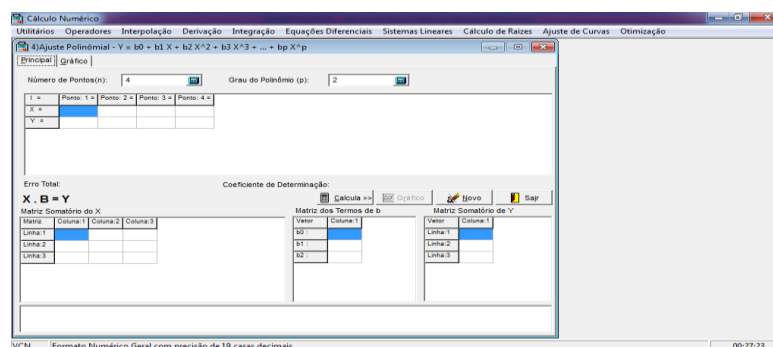 Cálculo Numérico
Utilitários Operadores Interpolação Derivação Integração Equações Diferenciais Sistemas Lineares Cálculo de Raizes Ajuste de Curvas Otimização
4)Ajuste Polinómial - Y = b0 + b1 X + b2 X^2 + b3 X^3 + ... + bp X^p
Principal Gráfico
Número de Pontos(n): 4 Grau do Polinômio (p): 2
I = Ponto: 1 = Ponto: 2 = Ponto: 3 = Ponto: 4 =
X =
Y =
Erro Total: Coeficiente de Determinação:
X . B = Y Calcula >> Gráfico Novo Sair
Matriz Somatório do X Matriz dos Termos de b Matriz Somatório de Y
Matriz Coluna:1 Coluna:2 Coluna:3 Vetor Coluna:1 Vetor Coluna:1
Linha:1 b0 : Linha:1
Linha:2 b1 : Linha:2
Linha:3 b2 : Linha:3
VCN Formato Numérico Geral com precisão de 19 casas decimais 00:27:23